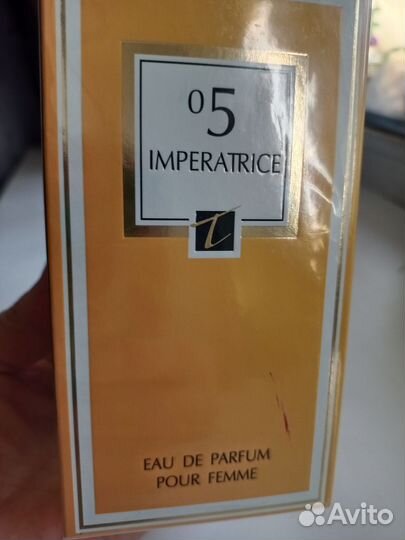 05
IMPERATRICE
T
EAU DE PARFUM
POUR FEMME
Avito